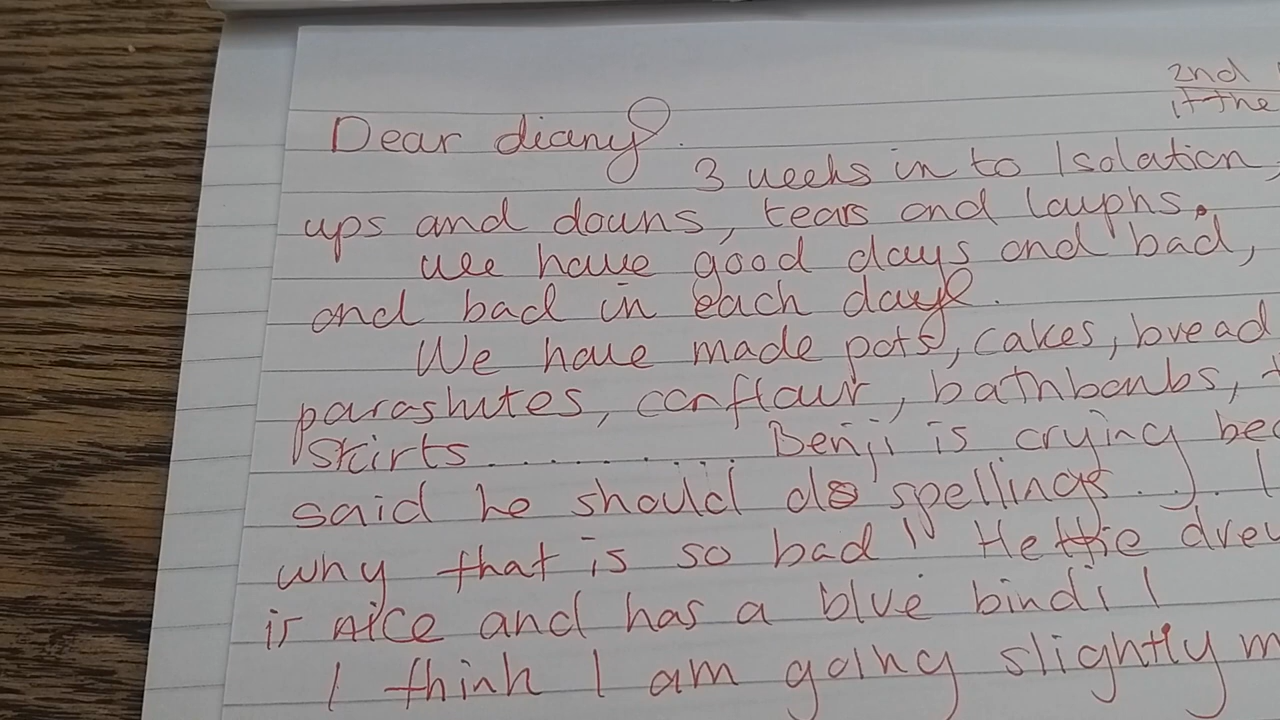 2nd
if the
Dear diany
3 weeks in to Isolation,
ups and downs, tears and laughs.
We have good days and bad,
and bad in each day.
We have made pots, cakes, bread
parashutes, cornflaur, bathbombs,
skirts........... Benji is crying bec
said he should do spellings... I
why that is so bad!! Hettie drew
is nice and has a blue bindi!
I think I am going slightly m